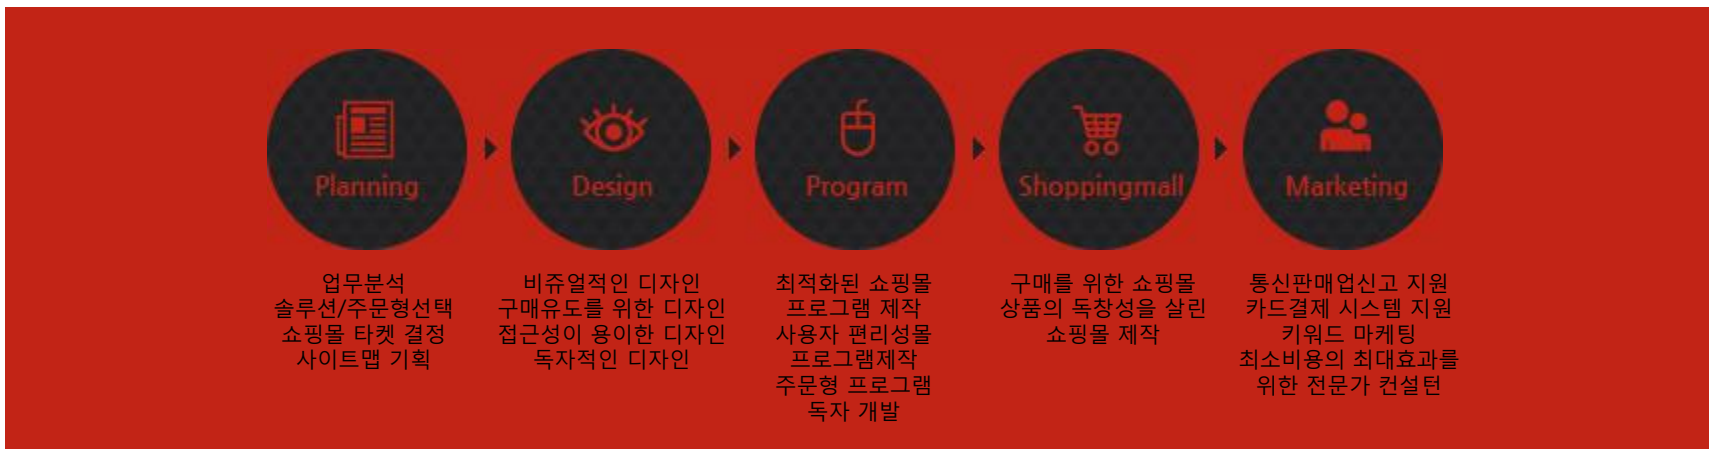 Planning
Design
Program
Shoppingmall
Marketing
업무분석
솔루션/주문형선택
쇼핑몰 타켓 결정
사이트맵 기획
비쥬얼적인 디자인
구매유도를 위한 디자인
접근성이 용이한 디자인
독자적인 디자인
최적화된 쇼핑몰
프로그램 제작
사용자 편리성몰
프로그램제작
주문형 프로그램
독자 개발
구매를 위한 쇼핑몰
상품의 독창성을 살린
쇼핑몰 제작
통신판매업신고 지원
카드결제 시스템 지원
키워드 마케팅
최소비용의 최대효과를
위한 전문가 컨설턴